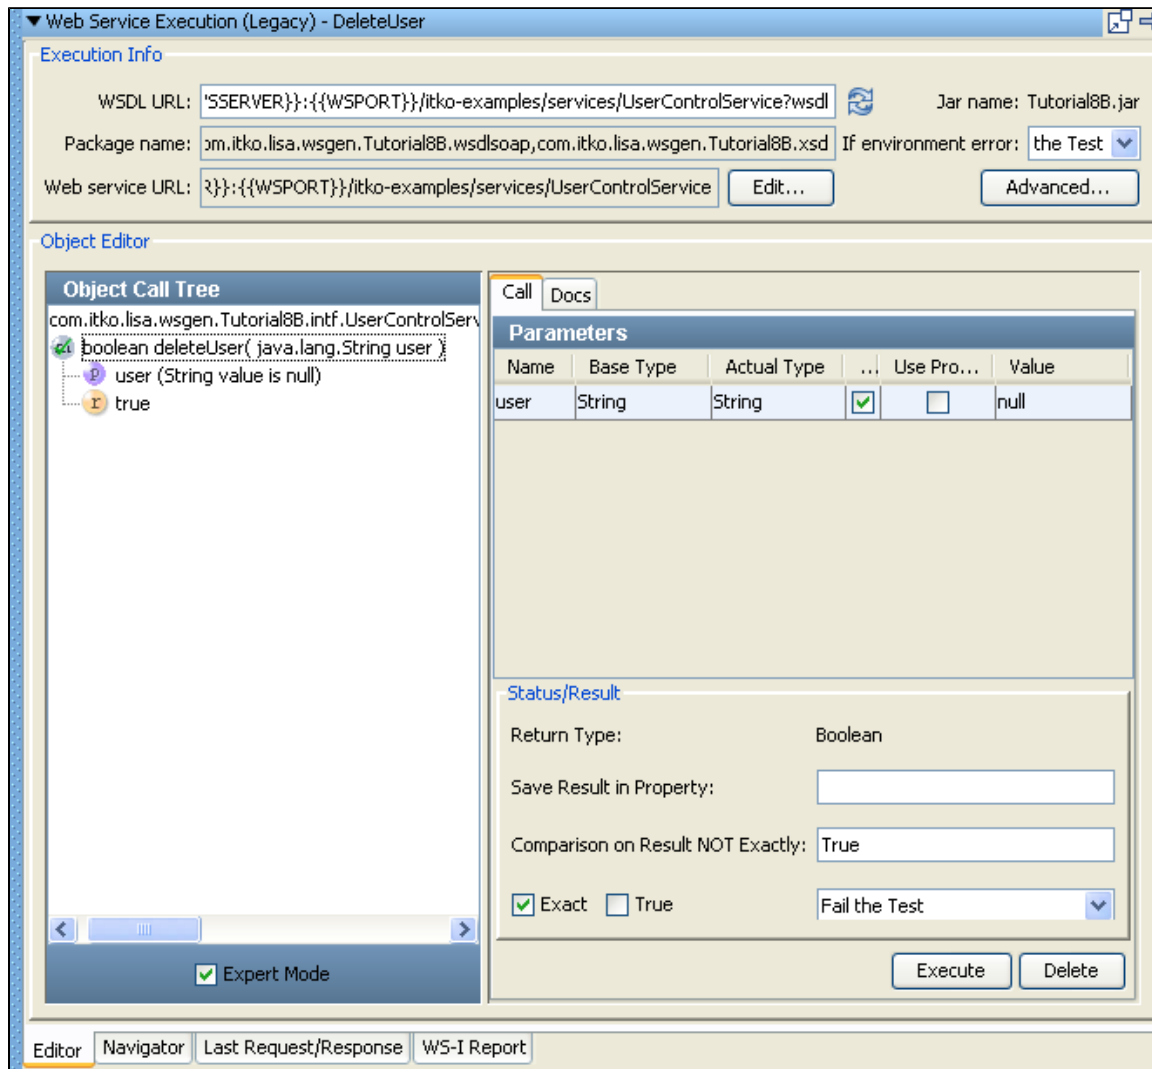 Web Service Execution (Legacy) - DeleteUser
Execution Info
WSDL URL: 'SSERVER}}:{{WSPORT}}/itko-examples/services/UserControlService?wsdl Jar name: Tutorial8B.jar
Package name: om.itko.lisa.wsgen.Tutorial8B.wsdlsoap,com.itko.lisa.wsgen.Tutorial8B.xsd If environment error: the Test
Web service URL: R}}:{{WSPORT}}/itko-examples/services/UserControlService Edit... Advanced...
Object Editor
Object Call Tree
com.itko.lisa.wsgen.Tutorial8B.intf.UserControlServ
boolean deleteUser( java.lang.String user )
P user (String value is null)
r true
Call Docs
Parameters
Name Base Type Actual Type ... Use Pro... Value
user String String null
Status/Result
Return Type: Boolean
Save Result in Property:
Comparison on Result NOT Exactly: True
Exact True Fail the Test
Expert Mode
Execute Delete
Editor Navigator Last Request/Response WS-I Report